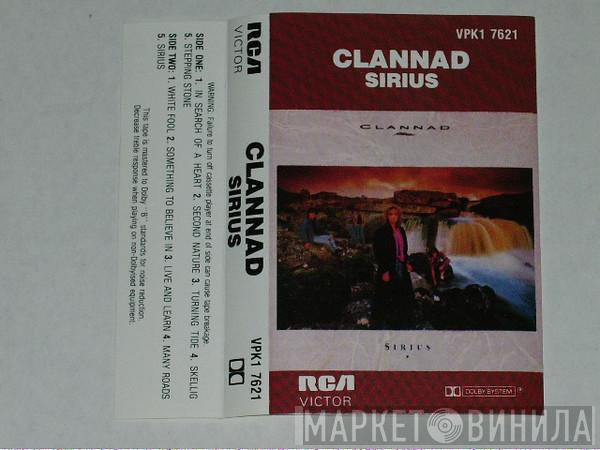 VPK1 7621
CLANNAD
SIRIUS
CLANNAD
SIRIUS
RCA
VICTOR
DOLBY SYSTEM
RCA
VICTOR
CLANNAD
SIRIUS
VPK1 7621
WARNING: Failure to turn off cassette player at end of side can cause tape breakage.
SIDE ONE: 1. IN SEARCH OF A HEART 2. SECOND NATURE 3. TURNING TIDE 4. SKELLIG
5. STEPPING STONE
SIDE TWO: 1. WHITE FOOL 2. SOMETHING TO BELIEVE IN 3. LIVE AND LEARN 4. MANY ROADS
5. SIRIUS
This tape is mastered to Dolby "B" standards for noise reduction.
Decrease treble response when playing on non-Dolbyised equipment.
МАРКЕТ ВИНИЛА